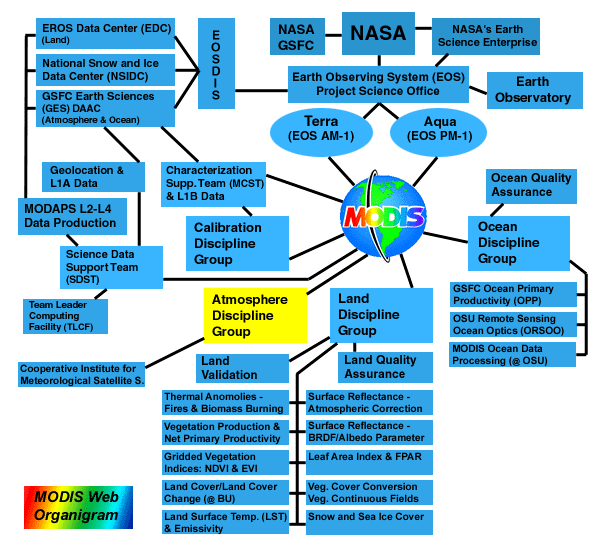 EROS Data Center (EDC)
(Land)
National Snow and Ice
Data Center (NSIDC)
GSFC Earth Sciences
(GES) DAAC
(Atmosphere & Ocean)
EOSDIS
NASA
GSFC
NASA
NASA's Earth
Science Enterprise
Earth Observing System (EOS)
Project Science Office
Earth
Observatory
Terra
(EOS AM-1)
Aqua
(EOS PM-1)
Geolocation &
L1A Data
Characterization
Supp. Team (MCST)
& L1B Data
MODAPS L2-L4
Data Production
Calibration
Discipline
Group
MODIS
Ocean Quality
Assurance
Ocean
Discipline
Group
Science Data
Support Team
(SDST)
Team Leader
Computing
Facility (TLCF)
Atmosphere
Discipline
Group
Land
Discipline
Group
GSFC Ocean Primary
Productivity (OPP)
OSU Remote Sensing
Ocean Optics (ORSOO)
MODIS Ocean Data
Processing (@ OSU)
Cooperative Institute for
Meteorological Satellite S.
Land
Validation
Land Quality
Assurance
Thermal Anomolies -
Fires & Biomass Burning
Surface Reflectance -
Atmospheric Correction
Vegetation Production &
Net Primary Productivity
Surface Reflectance -
BRDF/Albedo Parameter
Gridded Vegetation
Indices: NDVI & EVI
Leaf Area Index & FPAR
Land Cover/Land Cover
Change (@ BU)
Veg. Cover Conversion
Veg. Continuous Fields
Land Surface Temp. (LST)
& Emissivity
Snow and Sea Ice Cover
MODIS Web
Organigram